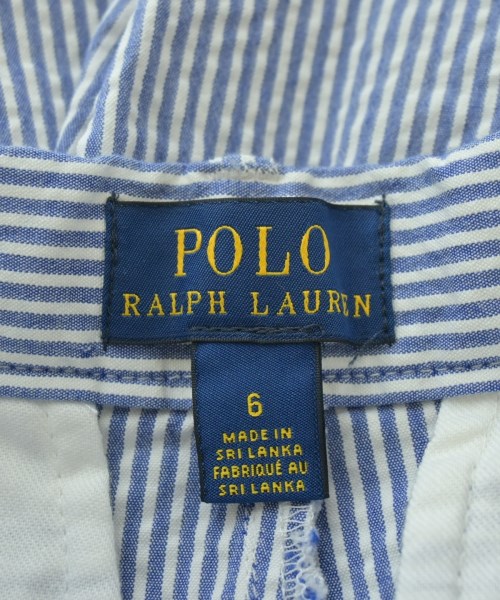 POLO
RALPH LAUREN
6
MADE IN
SRI LANKA
FABRIQUÉ AU
SRI LANKA